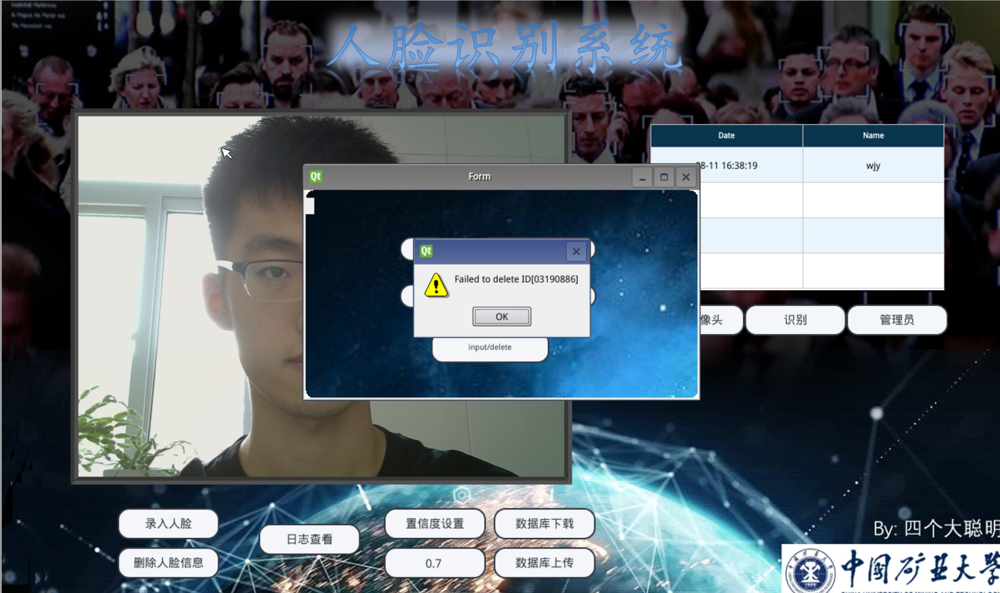 人脸识别系统
Date
Name
08-11 16:38:19
wjy
Form
Failed to delete ID[03190886]
OK
input/delete
像头
识别
管理员
录入人脸
置信度设置
数据库下载
日志查看
删除人脸信息
0.7
数据库上传
By: 四个大聪明
中国矿业大学